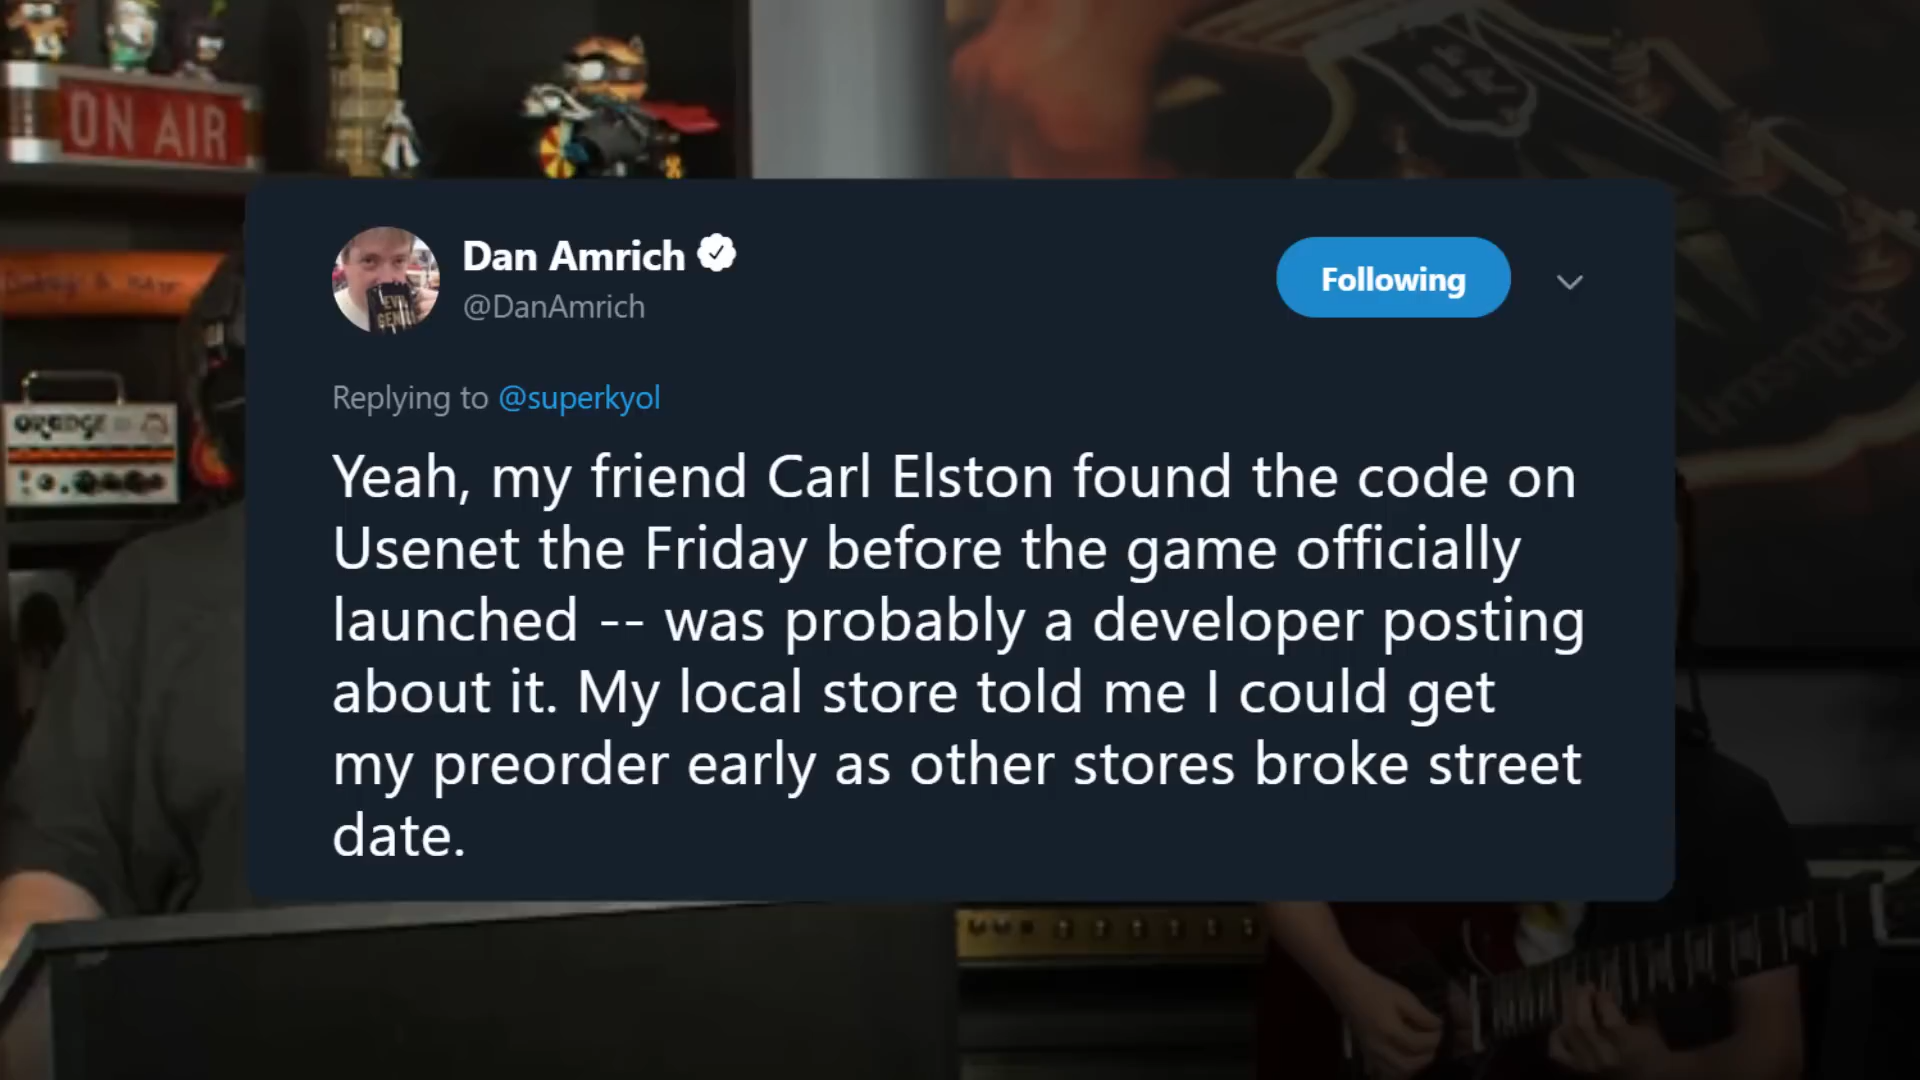 ON AIR
Dan Amrich
@DanAmrich
Following
Replying to @superkyol
Yeah, my friend Carl Elston found the code on
Usenet the Friday before the game officially
launched -- was probably a developer posting
about it. My local store told me I could get
my preorder early as other stores broke street
date.